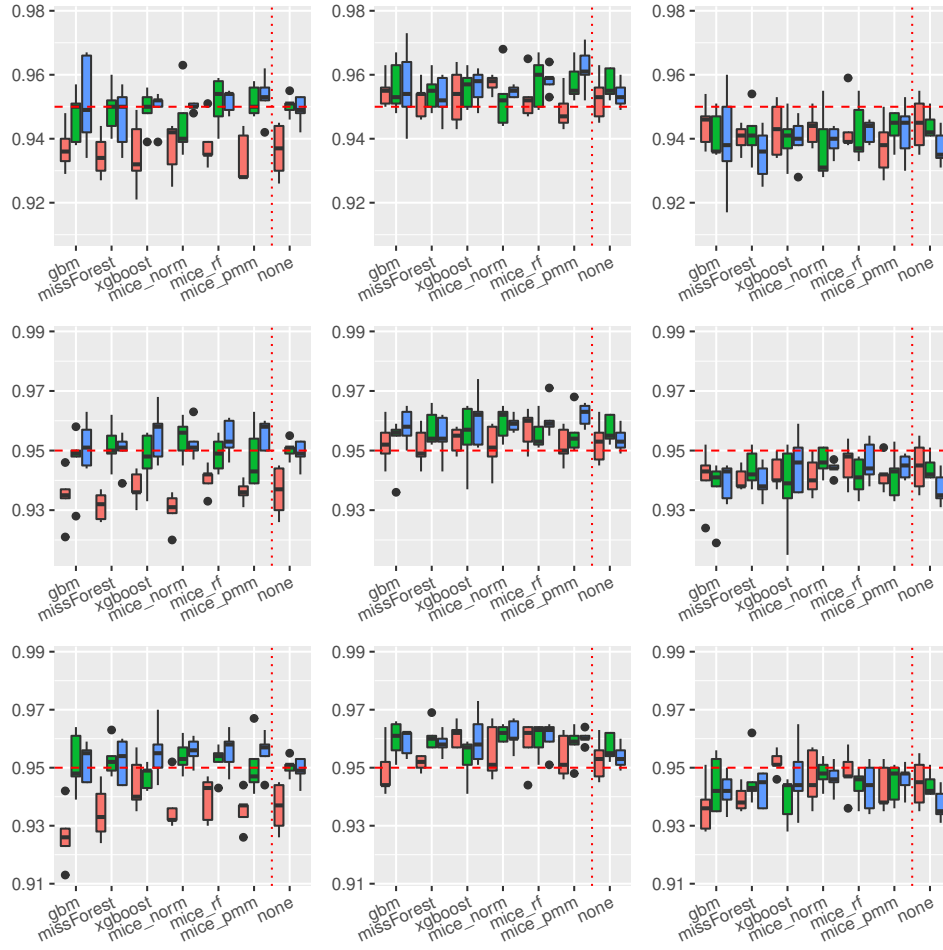 0.98
0.96
0.94
0.92
gbm
missForest
xgboost
mice_norm
mice_rf
mice_pmm
none
0.98
0.96
0.94
0.92
gbm
missForest
xgboost
mice_norm
mice_rf
mice_pmm
none
0.98
0.96
0.94
0.92
gbm
missForest
xgboost
mice_norm
mice_rf
mice_pmm
none
0.99
0.97
0.95
0.93
gbm
missForest
xgboost
mice_norm
mice_rf
mice_pmm
none
0.99
0.97
0.95
0.93
gbm
missForest
xgboost
mice_norm
mice_rf
mice_pmm
none
0.99
0.97
0.95
0.93
gbm
missForest
xgboost
mice_norm
mice_rf
mice_pmm
none
0.99
0.97
0.95
0.93
0.91
gbm
missForest
xgboost
mice_norm
mice_rf
mice_pmm
none
0.99
0.97
0.95
0.93
0.91
gbm
missForest
xgboost
mice_norm
mice_rf
mice_pmm
none
0.99
0.97
0.95
0.93
0.91
gbm
missForest
xgboost
mice_norm
mice_rf
mice_pmm
none